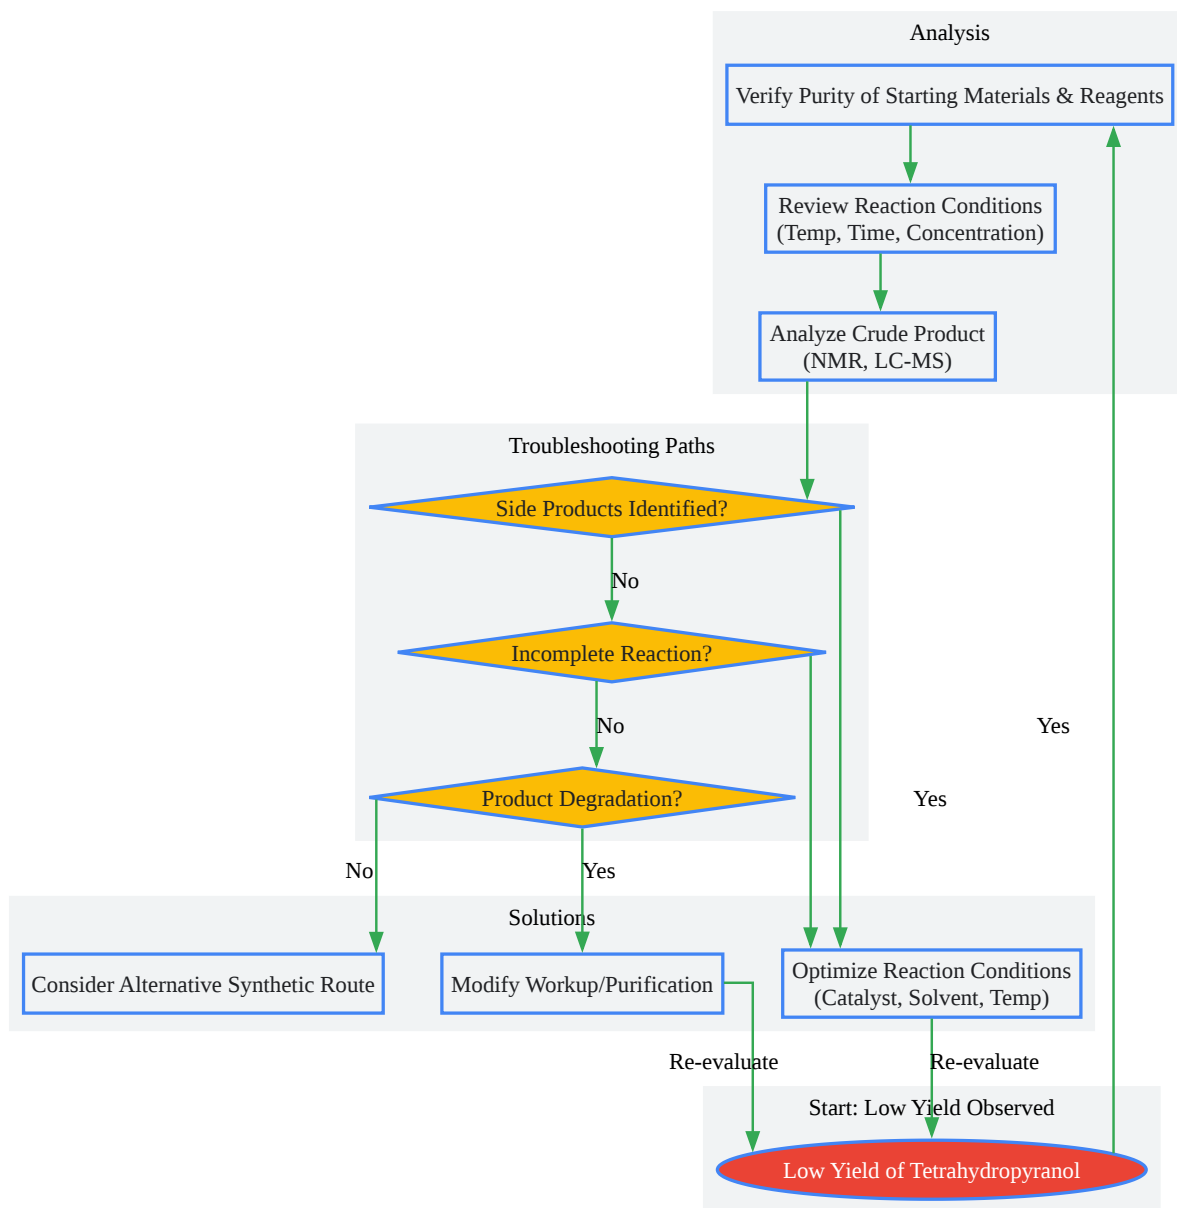 Analysis
Verify Purity of Starting Materials & Reagents
Review Reaction Conditions
(Temp, Time, Concentration)
Analyze Crude Product
(NMR, LC-MS)
Troubleshooting Paths
Side Products Identified?
No
Incomplete Reaction?
No
Yes
Product Degradation?
Yes
No
Yes
Solutions
Consider Alternative Synthetic Route
Modify Workup/Purification
Optimize Reaction Conditions
(Catalyst, Solvent, Temp)
Re-evaluate
Re-evaluate
Start: Low Yield Observed
Low Yield of Tetrahydropyranol